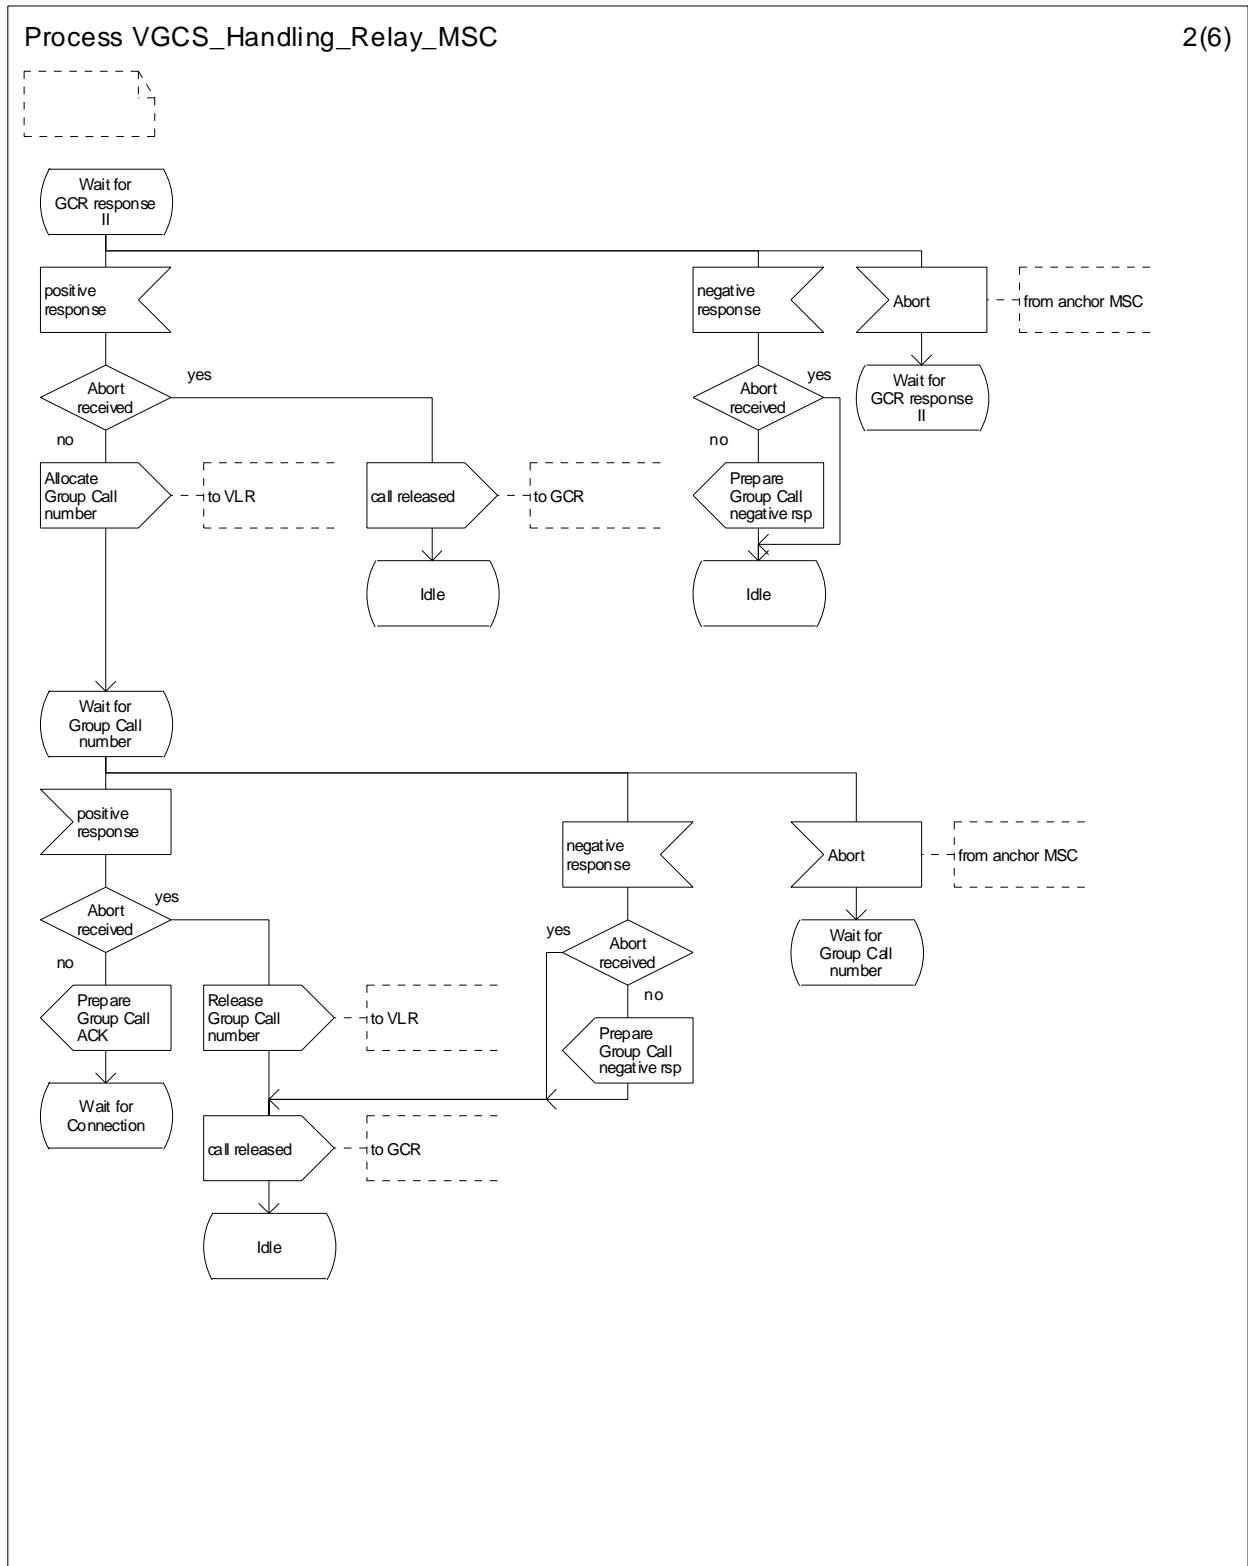 Process VGCS_Handling_Relay_MSC
2(6)
Wait for
GCR response
II
positive
response
negative
response
Abort
from anchor MSC
Abort
received
yes
no
Abort
received
yes
no
Wait for
GCR response
II
Allocate
Group Call
number
to VLR
call released
to GCR
Prepare
Group Call
negative rsp
Idle
Idle
Wait for
Group Call
number
positive
response
negative
response
Abort
from anchor MSC
Abort
received
yes
no
yes
Abort
received
no
Wait for
Group Call
number
Prepare
Group Call
ACK
Release
Group Call
number
to VLR
Prepare
Group Call
negative rsp
Wait for
Connection
call released
to GCR
Idle